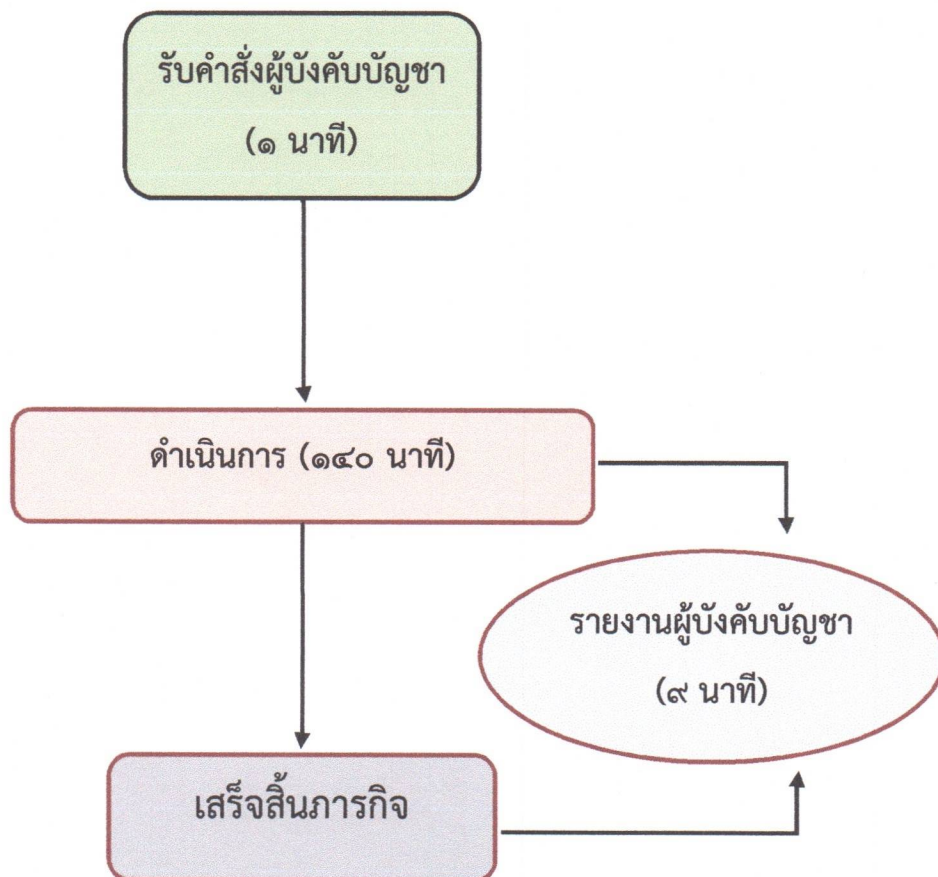 รับคำสั่งผู้บังคับบัญชา
(๑ นาที)
ดำเนินการ (๑๔๐ นาที)
รายงานผู้บังคับบัญชา
(๙ นาที)
เสร็จสิ้นภารกิจ